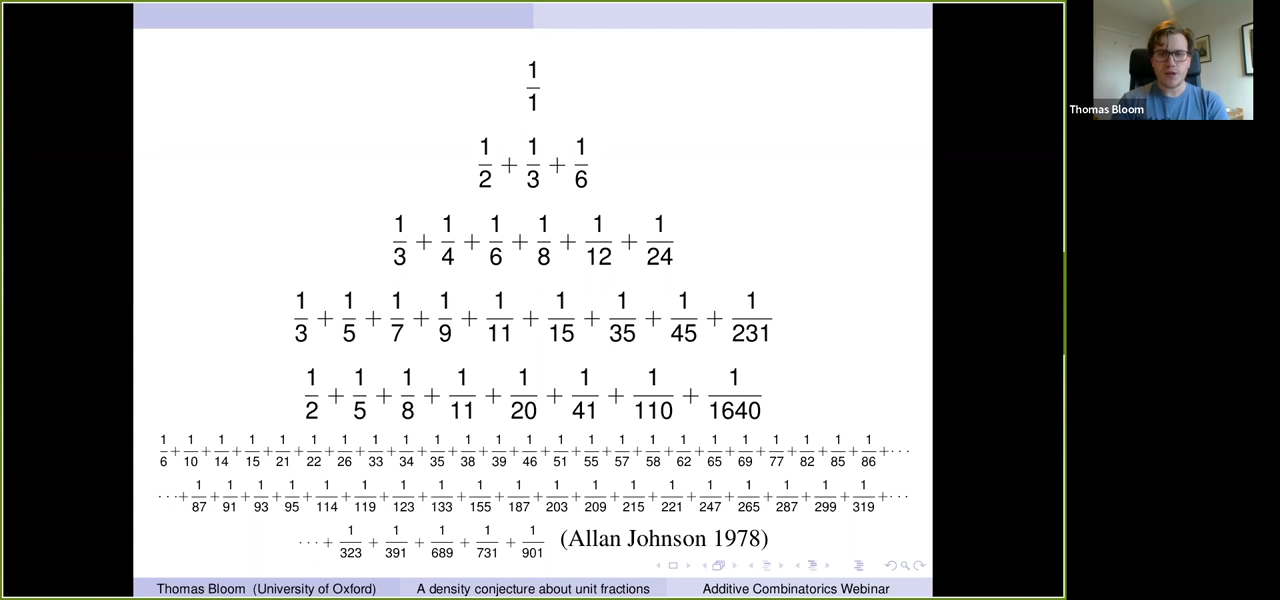 1/1
1/2 + 1/3 + 1/6
1/3 + 1/4 + 1/6 + 1/8 + 1/12 + 1/24
1/3 + 1/5 + 1/7 + 1/9 + 1/11 + 1/15 + 1/35 + 1/45 + 1/231
1/2 + 1/5 + 1/8 + 1/11 + 1/20 + 1/41 + 1/110 + 1/1640
1/6 + 1/10 + 1/14 + 1/15 + 1/21 + 1/22 + 1/26 + 1/33 + 1/34 + 1/35 + 1/38 + 1/39 + 1/46 + 1/51 + 1/55 + 1/57 + 1/58 + 1/62 + 1/65 + 1/69 + 1/77 + 1/82 + 1/85 + 1/86 + ···
··· + 1/87 + 1/91 + 1/93 + 1/95 + 1/114 + 1/119 + 1/123 + 1/133 + 1/155 + 1/187 + 1/203 + 1/209 + 1/215 + 1/221 + 1/247 + 1/265 + 1/287 + 1/299 + 1/319 + ···
··· + 1/323 + 1/391 + 1/689 + 1/731 + 1/901 (Allan Johnson 1978)
Thomas Bloom (University of Oxford) A density conjecture about unit fractions Additive Combinatorics Webinar
Thomas Bloom